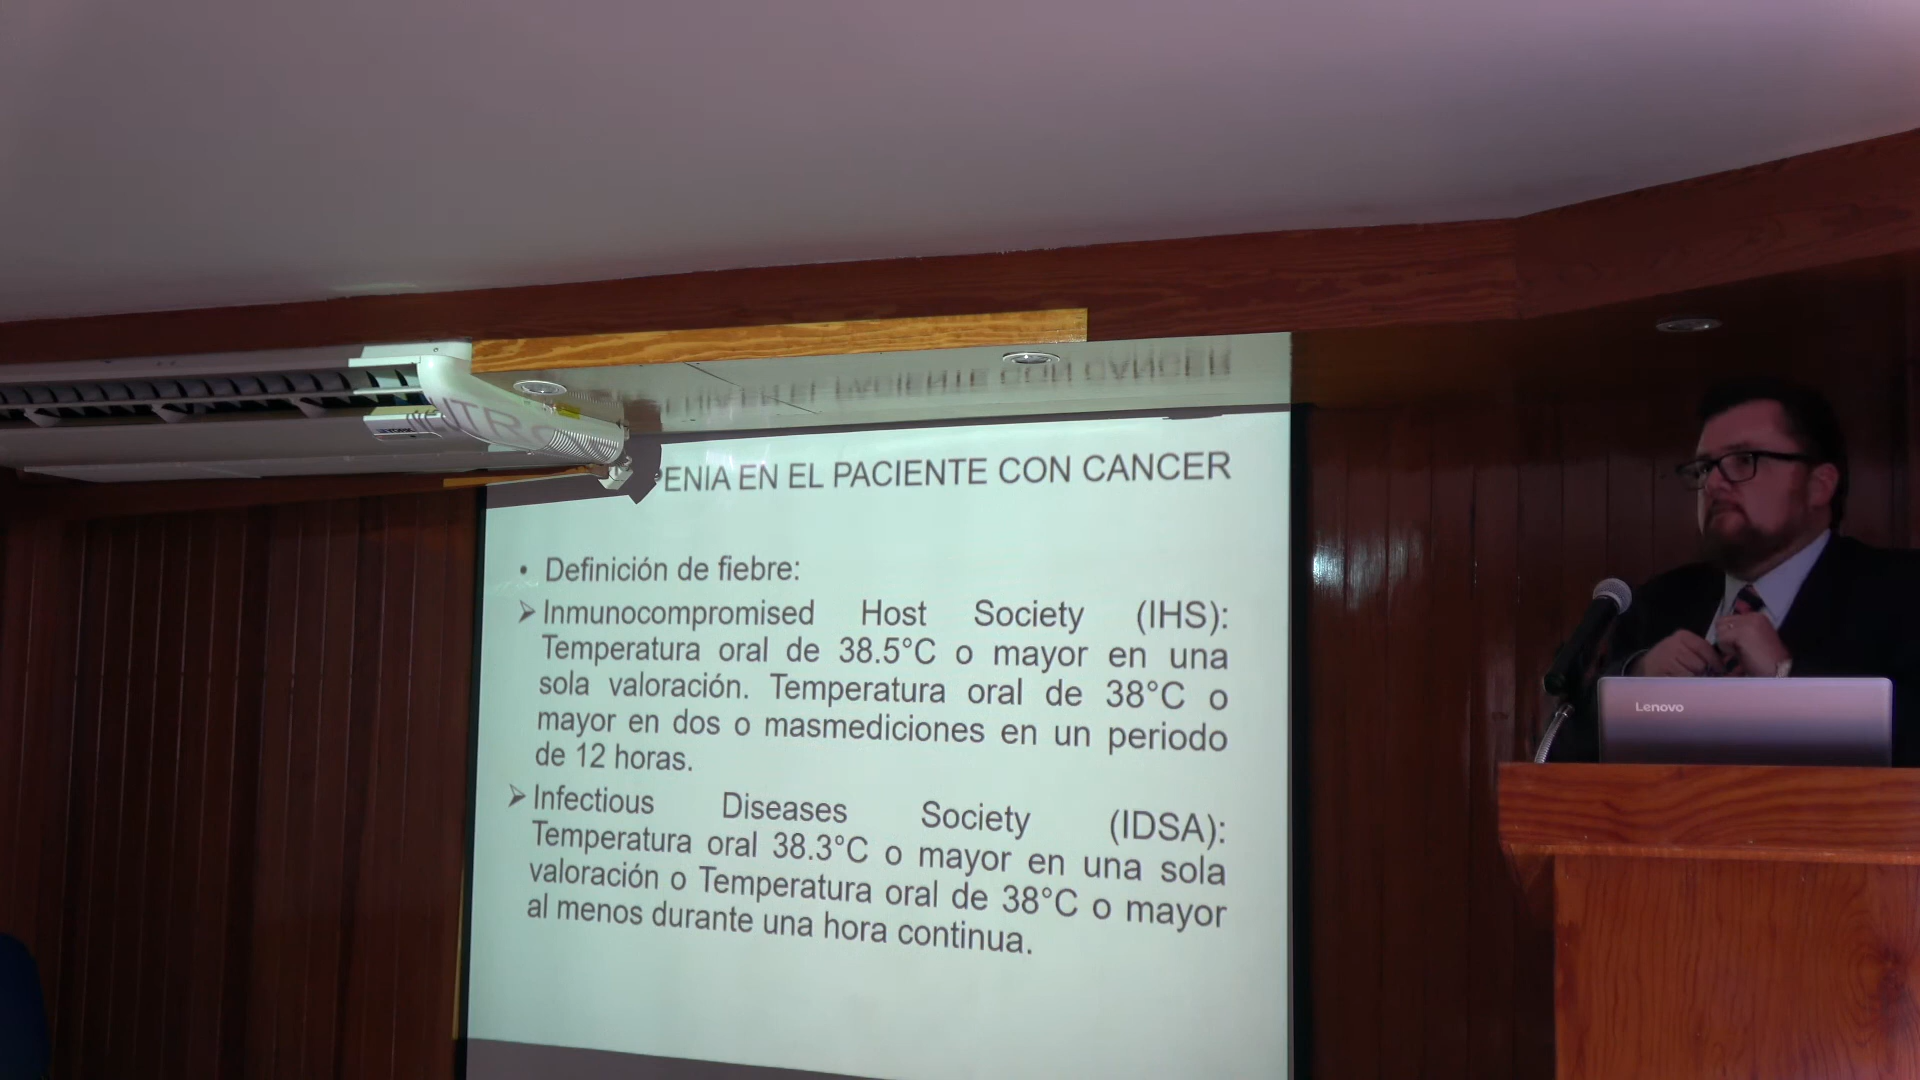 PENIA EN EL PACIENTE CON CANCER
• Definición de fiebre:
➢ Inmunocompromised Host Society (IHS):
Temperatura oral de 38.5°C o mayor en una
sola valoración. Temperatura oral de 38°C o
mayor en dos o masmediciones en un periodo
de 12 horas.
➢ Infectious Diseases Society (IDSA):
Temperatura oral 38.3°C o mayor en una sola
valoración o Temperatura oral de 38°C o mayor
al menos durante una hora continua.
Lenovo